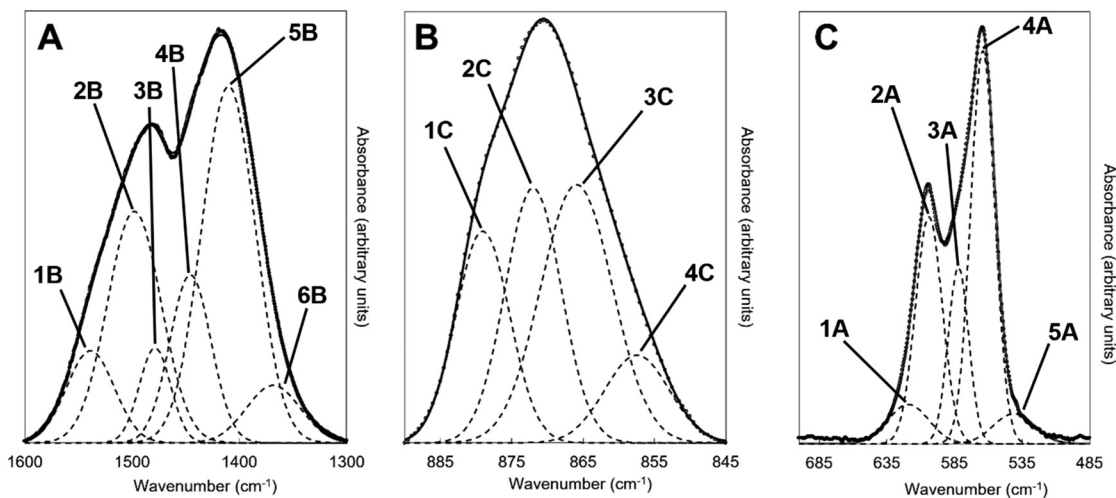 A
1B
2B
3B
4B
5B
6B
1600
1500
1400
1300
Wavenumber (cm-1)
Absorbance (arbitrary units)
B
1C
2C
3C
4C
885
875
865
855
845
Wavenumber (cm-1)
Absorbance (arbitrary units)
C
1A
2A
3A
4A
5A
685
635
585
535
485
Wavenumber (cm-1)
Absorbance (arbitrary units)